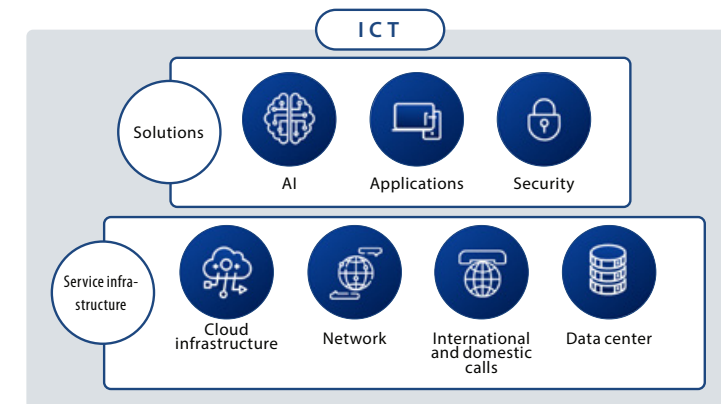 ICT
Solutions
AI
Applications
Security
Service infra-
structure
Cloud
infrastructure
Network
International
and domestic
calls
Data center